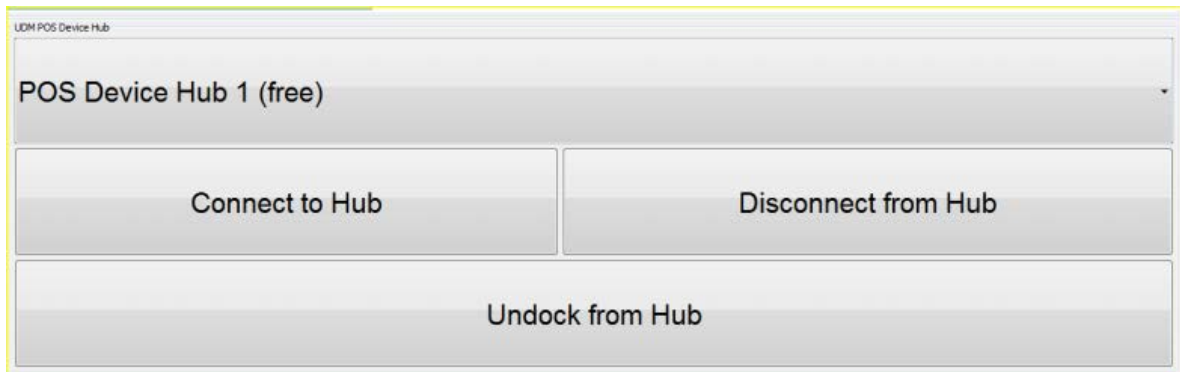 UDM POS Device Hub
POS Device Hub 1 (free)
Connect to Hub
Disconnect from Hub
Undock from Hub